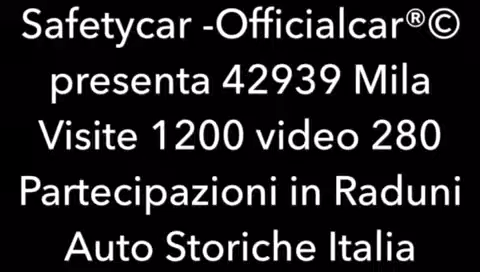 Safetycar -Officialcar®©
presenta 42939 Mila
Visite 1200 video 280
Partecipazioni in Raduni
Auto Storiche Italia